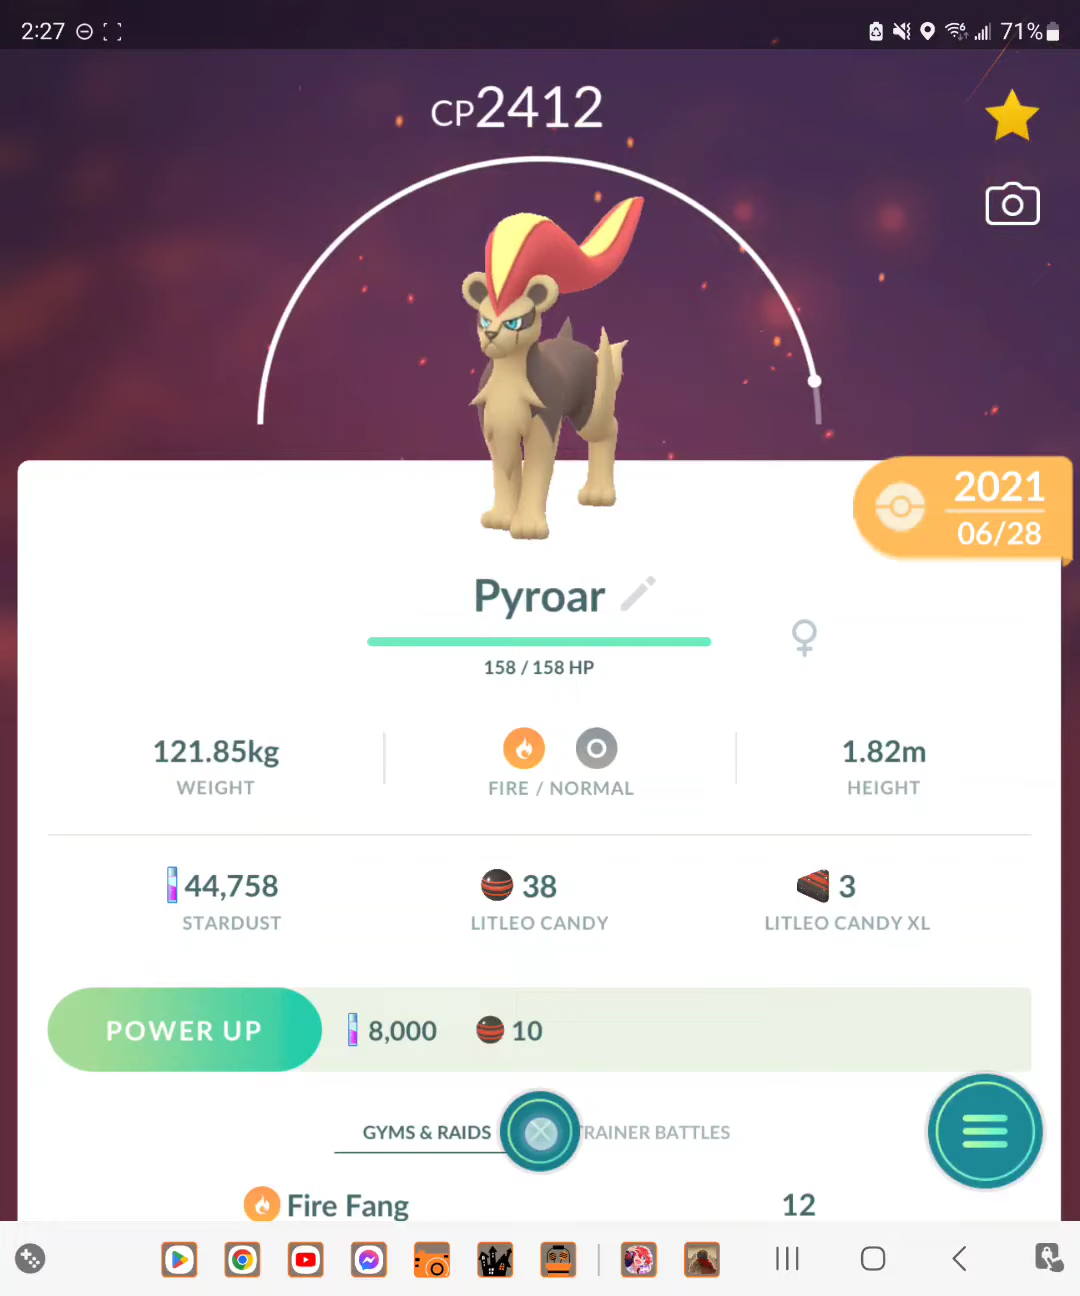 2:27
71%
CP2412
2021
06/28
Pyroar
158 / 158 HP
121.85kg
WEIGHT
FIRE / NORMAL
1.82m
HEIGHT
44,758
STARDUST
38
LITLEO CANDY
3
LITLEO CANDY XL
POWER UP
8,000
10
GYMS & RAIDS
TRAINER BATTLES
Fire Fang
12